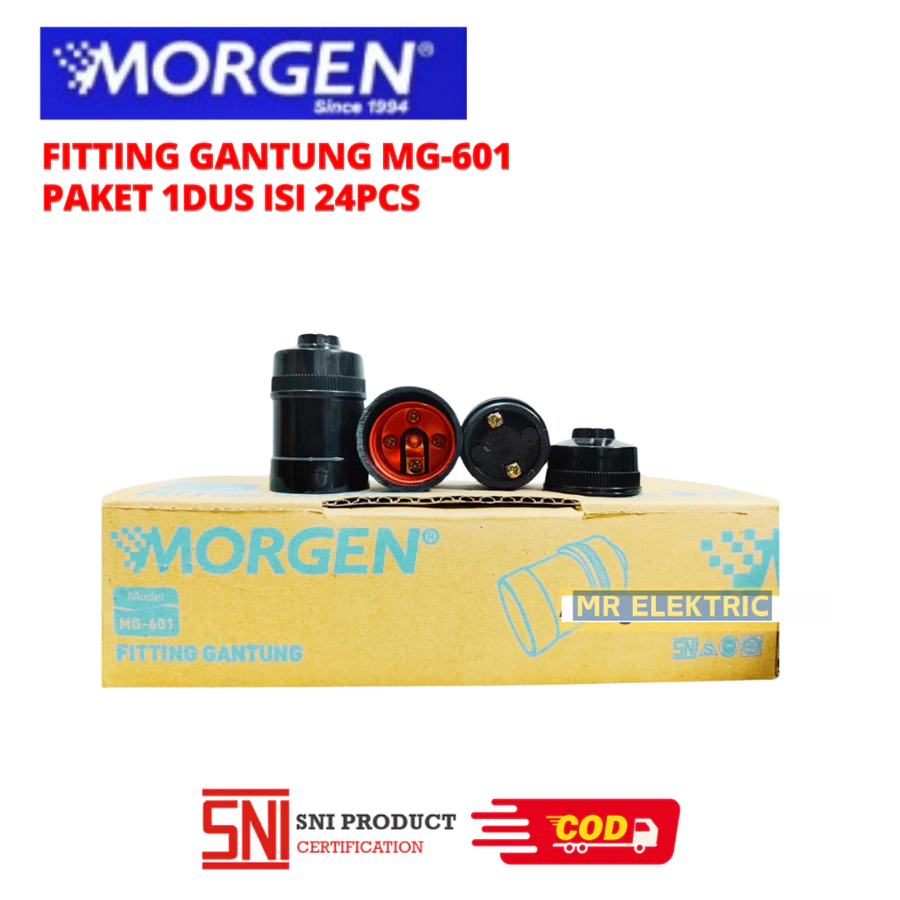 MORGEN®
Since 1994
FITTING GANTUNG MG-601
PAKET 1DUS ISI 24PCS
MORGEN®
Model
MG-601
FITTING GANTUNG
MR ELEKTRIC
SNI
SNI
SNI PRODUCT
CERTIFICATION
COD